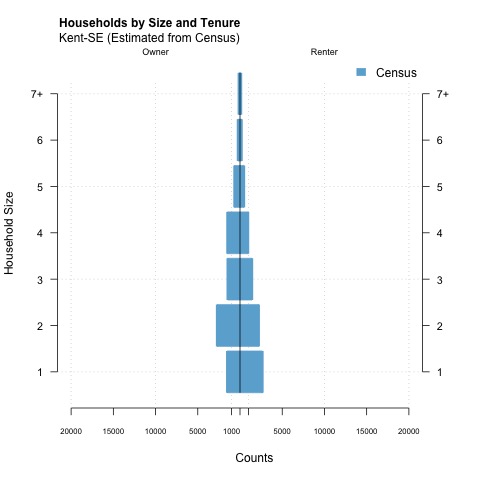 Households by Size and Tenure
Kent-SE (Estimated from Census)
Owner Renter
Census
7+ 7+
6 6
5 5
4 4
3 3
2 2
1 1
Household Size
20000 15000 10000 5000 1000 5000 10000 15000 20000
Counts